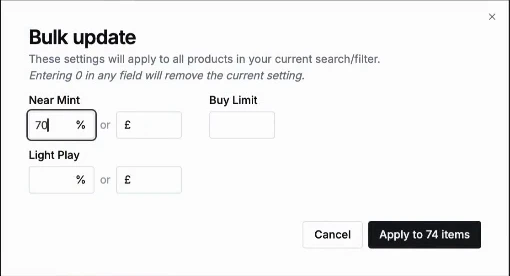 ×
Bulk update
These settings will apply to all products in your current search/filter.
Entering 0 in any field will remove the current setting.
Near Mint Buy Limit
70 % or £
Light Play
% or £
Cancel Apply to 74 items